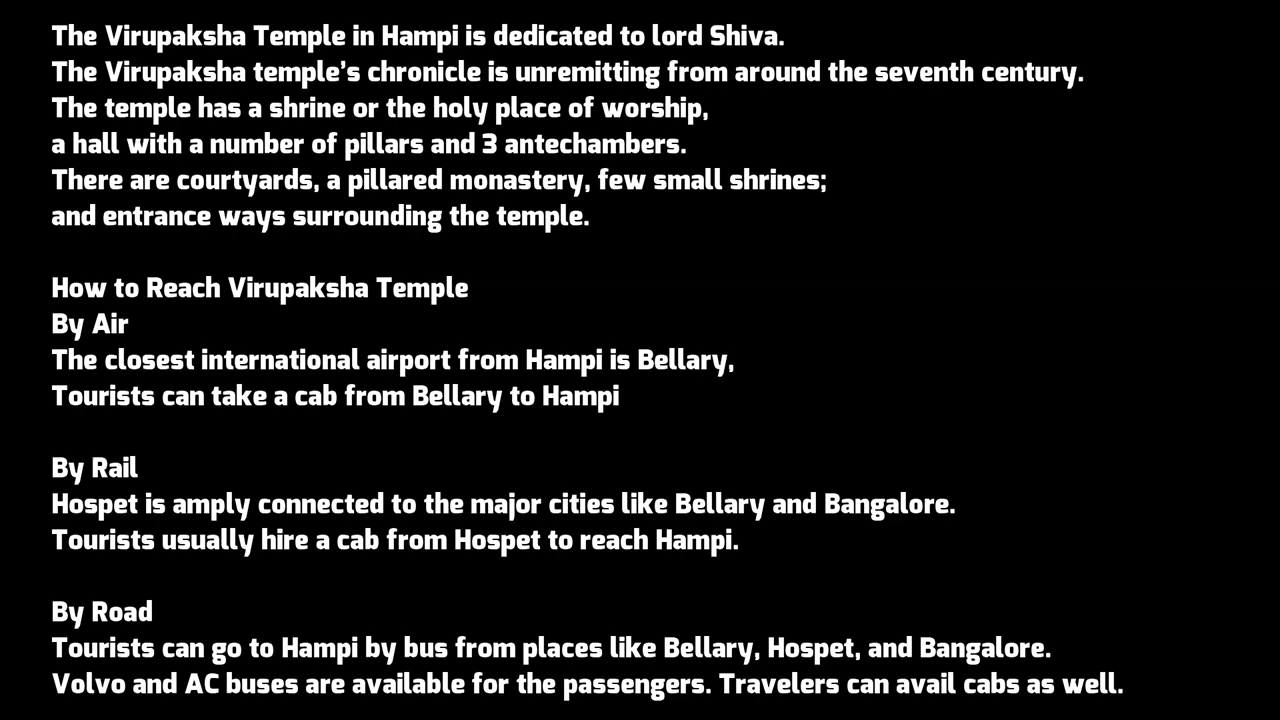 The Virupaksha Temple in Hampi is dedicated to lord Shiva.
The Virupaksha temple’s chronicle is unremitting from around the seventh century.
The temple has a shrine or the holy place of worship,
a hall with a number of pillars and 3 antechambers.
There are courtyards, a pillared monastery, few small shrines;
and entrance ways surrounding the temple.
How to Reach Virupaksha Temple
By Air
The closest international airport from Hampi is Bellary,
Tourists can take a cab from Bellary to Hampi
By Rail
Hospet is amply connected to the major cities like Bellary and Bangalore.
Tourists usually hire a cab from Hospet to reach Hampi.
By Road
Tourists can go to Hampi by bus from places like Bellary, Hospet, and Bangalore.
Volvo and AC buses are available for the passengers. Travelers can avail cabs as well.